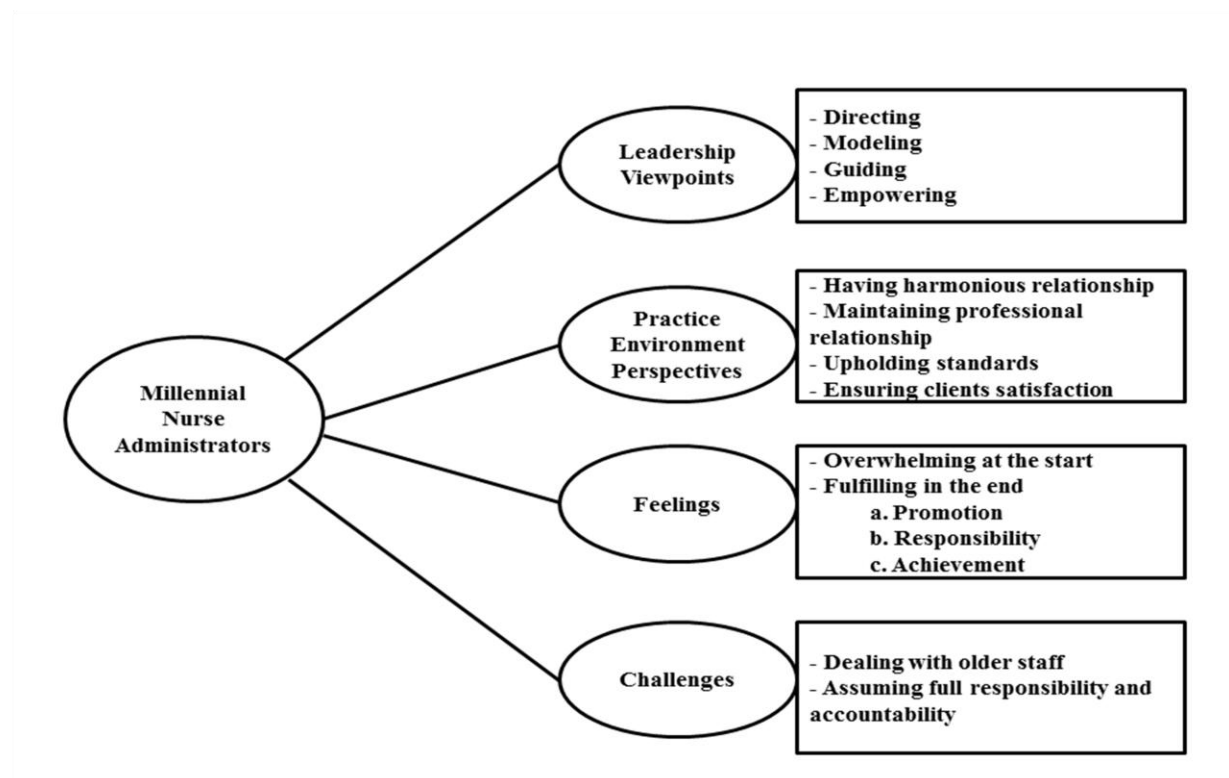 Millennial
Nurse
Administrators
Leadership
Viewpoints
- Directing
- Modeling
- Guiding
- Empowering
Practice
Environment
Perspectives
- Having harmonious relationship
- Maintaining professional
relationship
- Upholding standards
- Ensuring clients satisfaction
Feelings
- Overwhelming at the start
- Fulfilling in the end
a. Promotion
b. Responsibility
c. Achievement
Challenges
- Dealing with older staff
- Assuming full responsibility and
accountability